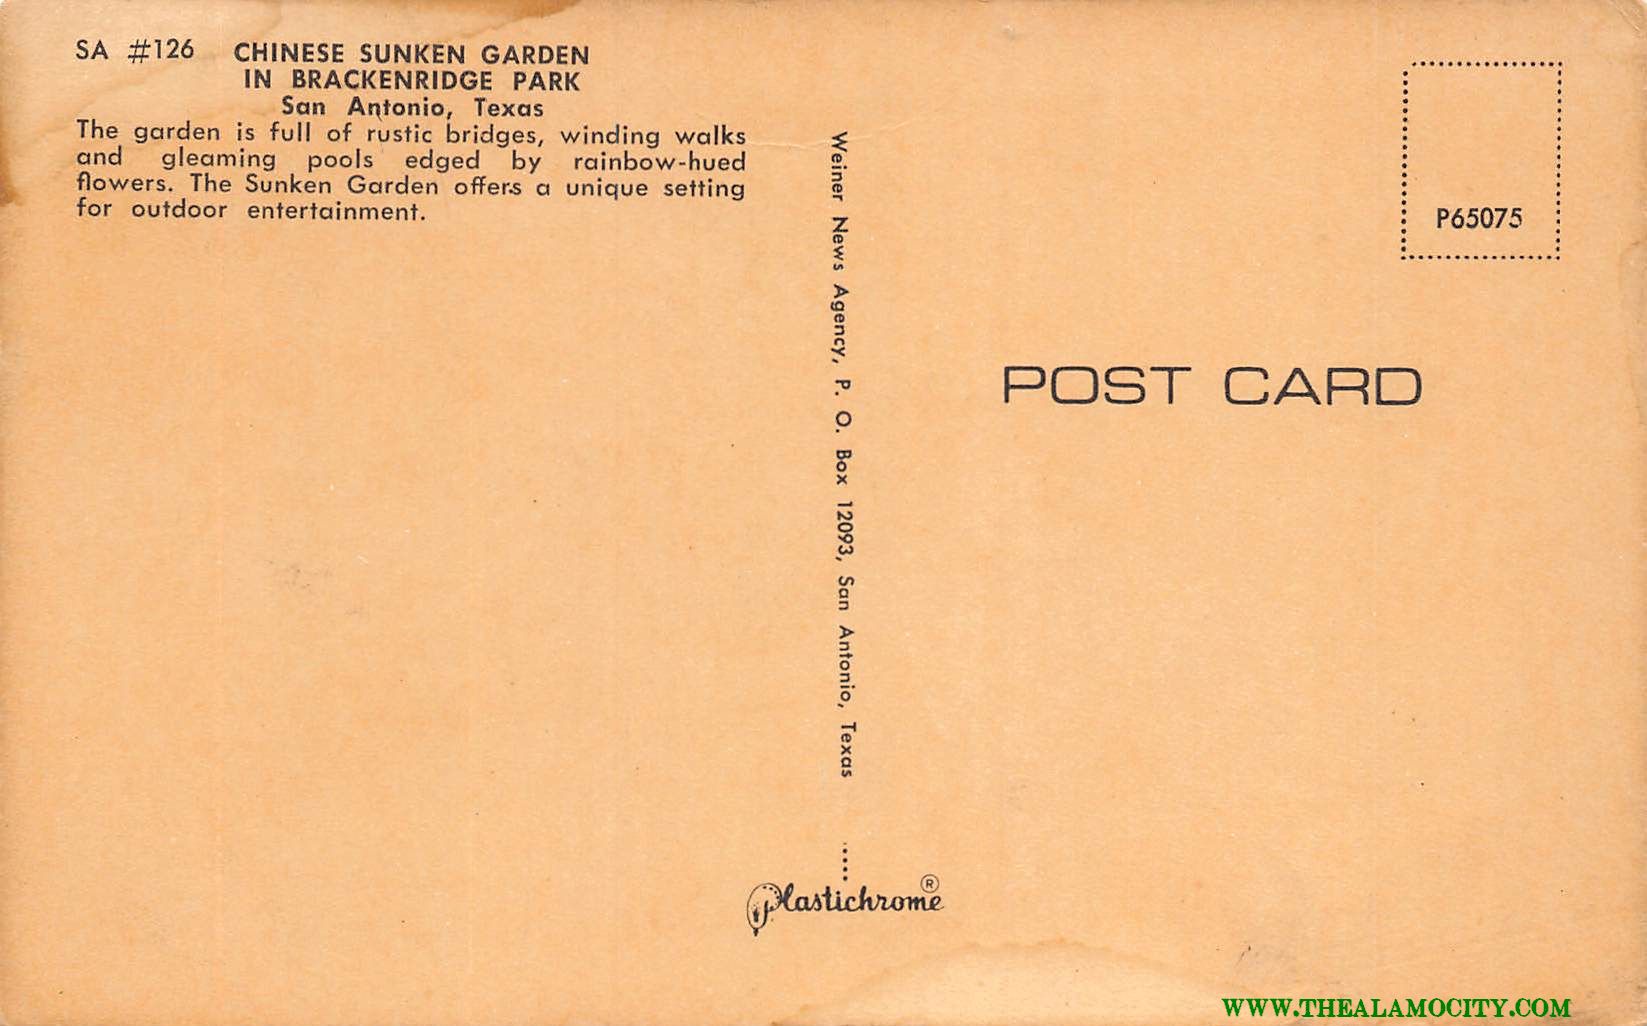 SA #126 CHINESE SUNKEN GARDEN
IN BRACKENRIDGE PARK
San Antonio, Texas
The garden is full of rustic bridges, winding walks
and gleaming pools edged by rainbow-hued
flowers. The Sunken Garden offers a unique setting
for outdoor entertainment.
Weiner News Agency, P. O. Box 12093, San Antonio, Texas
Plastichrome ®
P65075
POST CARD
WWW.THEALAMOCITY.COM